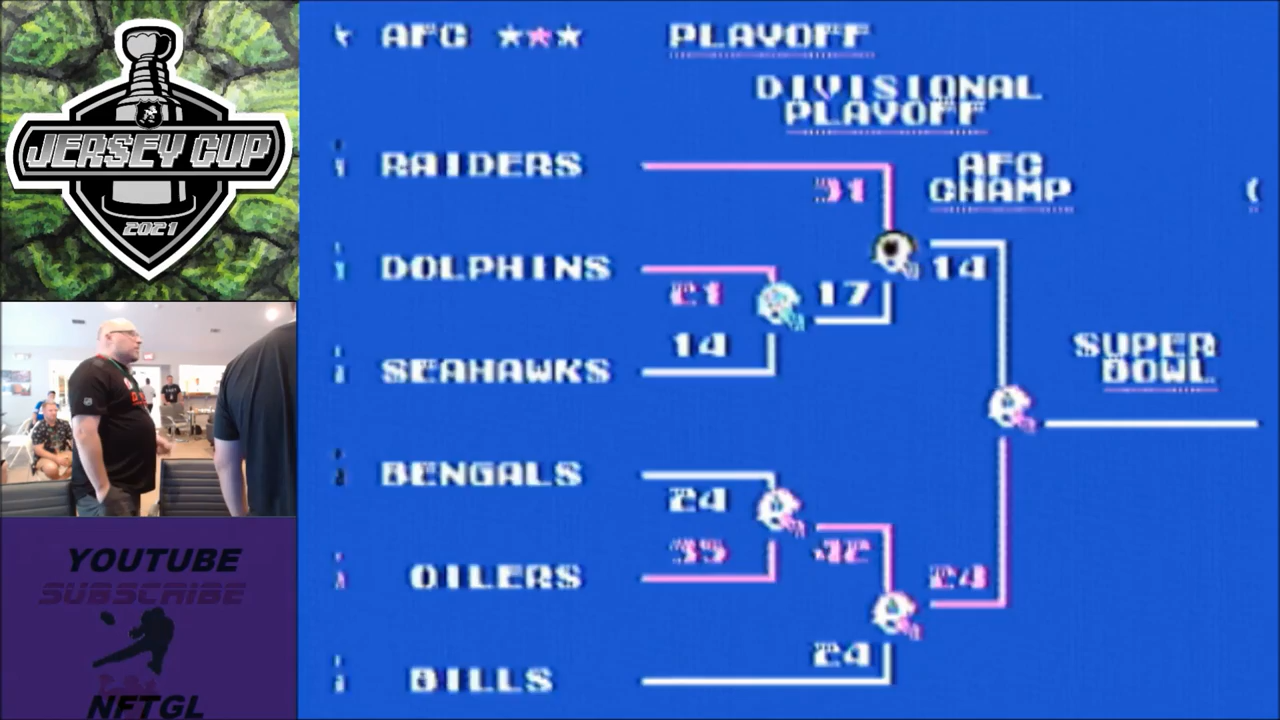 JERSEY CUP
2021
YOUTUBE
SUBSCRIBE
NFTGL
AFC ★★★ PLAYOFF
DIVISIONAL
PLAYOFF
RAIDERS
31
AFC
CHAMP
DOLPHINS
21
17
14
14
SEAHAWKS
SUPER
BOWL
BENGALS
24
35
OILERS
24
24
BILLS